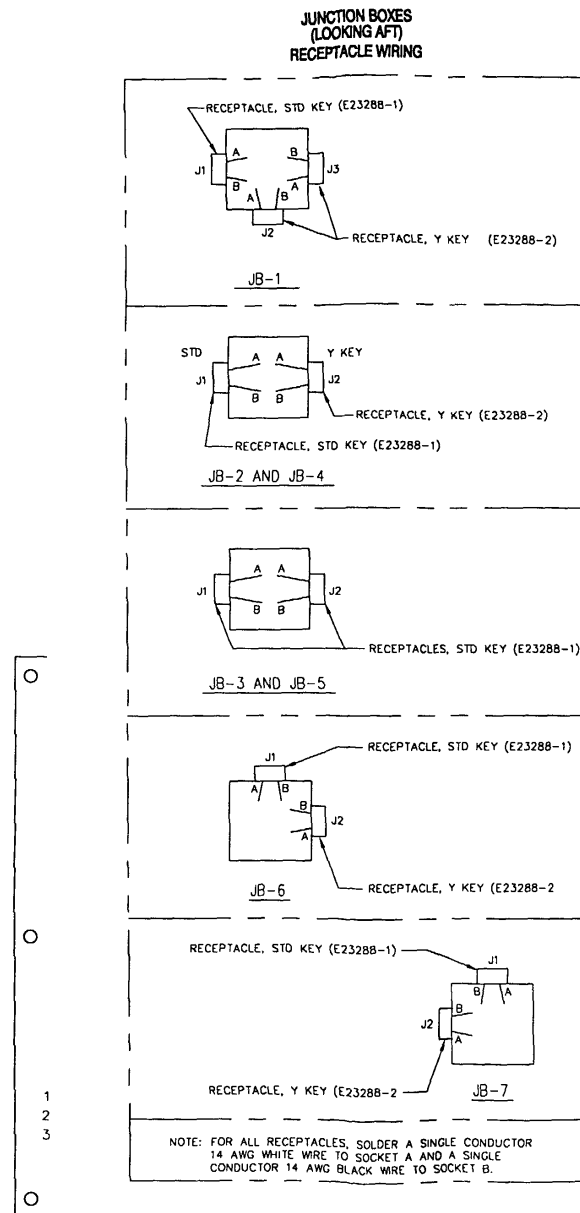 JUNCTION BOXES
(LOOKING AFT)
RECEPTACLE WIRING
RECEPTACLE, STD KEY (E23288-1)
A B
J1 J3
B A
A B
J2
RECEPTACLE, Y KEY (E23288-2)
JB-1
STD Y KEY
A A
J1 J2
B B
RECEPTACLE, Y KEY (E23288-2)
RECEPTACLE, STD KEY (E23288-1)
JB-2 AND JB-4
A A
J1 J2
B B
RECEPTACLES, STD KEY (E23288-1)
JB-3 AND JB-5
RECEPTACLE, STD KEY (E23288-1)
J1
A B
B
J2
A
RECEPTACLE, Y KEY (E23288-2
JB-6
RECEPTACLE, STD KEY (E23288-1)
J1
B A
B
J2
A
RECEPTACLE, Y KEY (E23288-2
JB-7
1
2
3
NOTE: FOR ALL RECEPTACLES, SOLDER A SINGLE CONDUCTOR
14 AWG WHITE WIRE TO SOCKET A AND A SINGLE
CONDUCTOR 14 AWG BLACK WIRE TO SOCKET B.